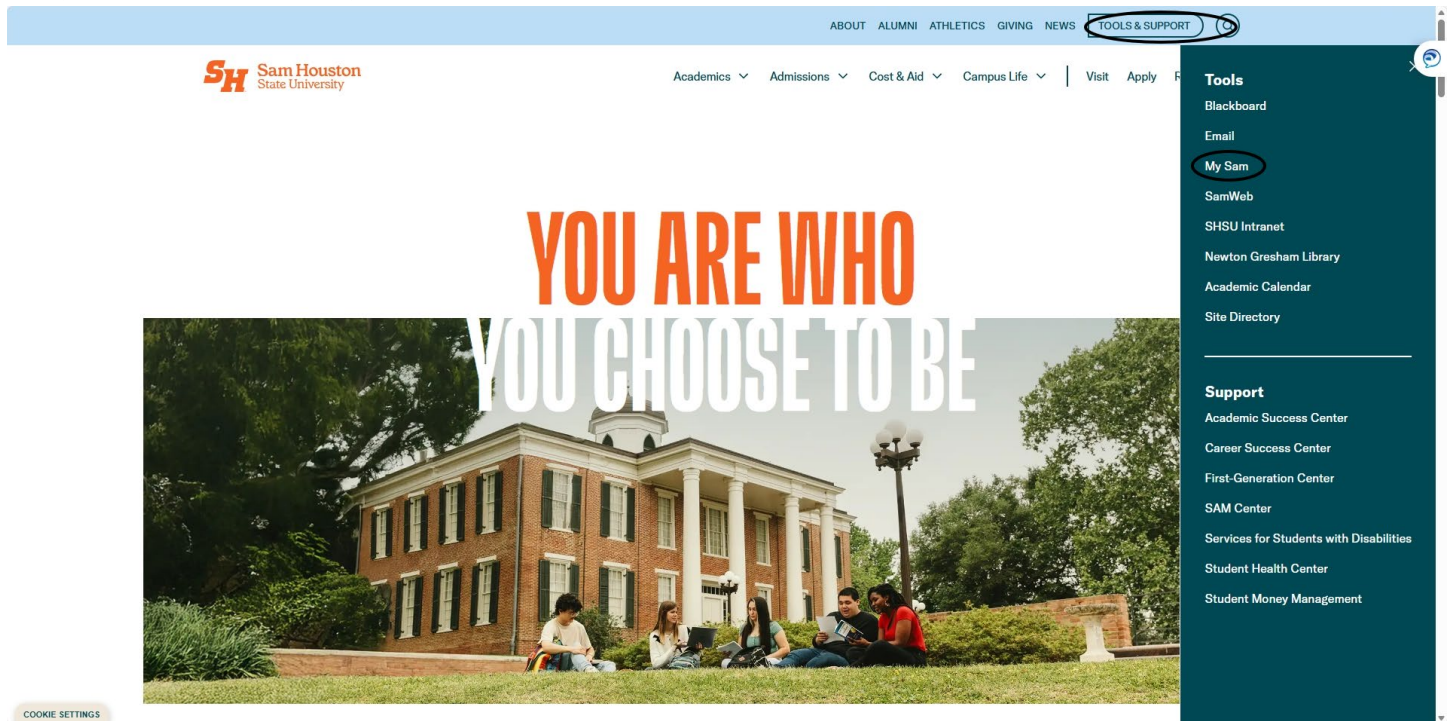 ABOUT ALUMNI ATHLETICS GIVING NEWS TOOLS & SUPPORT
SH Sam Houston
State University
Academics Admissions Cost & Aid Campus Life Visit Apply
YOU ARE WHO
YOU CHOOSE TO BE
Tools
Blackboard
Email
My Sam
SamWeb
SHSU Intranet
Newton Gresham Library
Academic Calendar
Site Directory
Support
Academic Success Center
Career Success Center
First-Generation Center
SAM Center
Services for Students with Disabilities
Student Health Center
Student Money Management
COOKIE SETTINGS